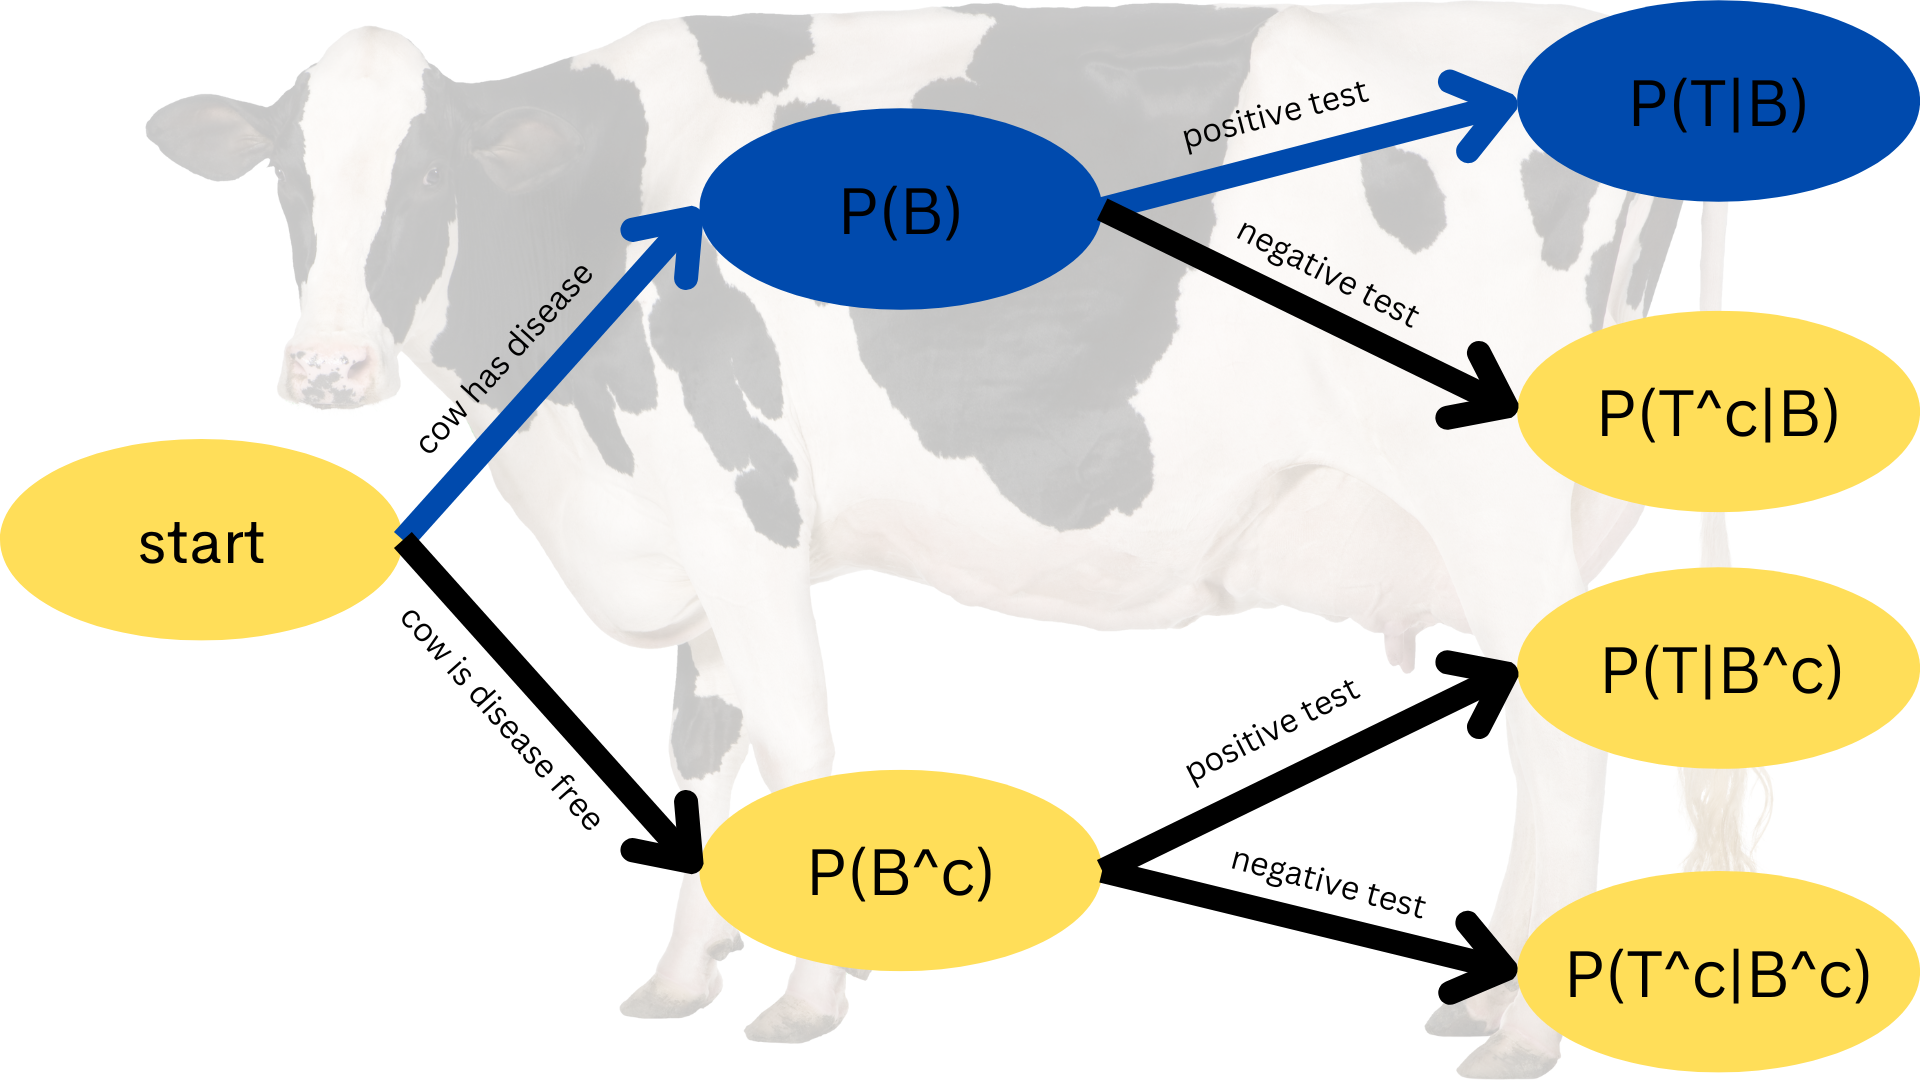 start
cow has disease
P(B)
positive test
P(T|B)
negative test
P(T^c|B)
cow is disease free
P(B^c)
positive test
P(T|B^c)
negative test
P(T^c|B^c)